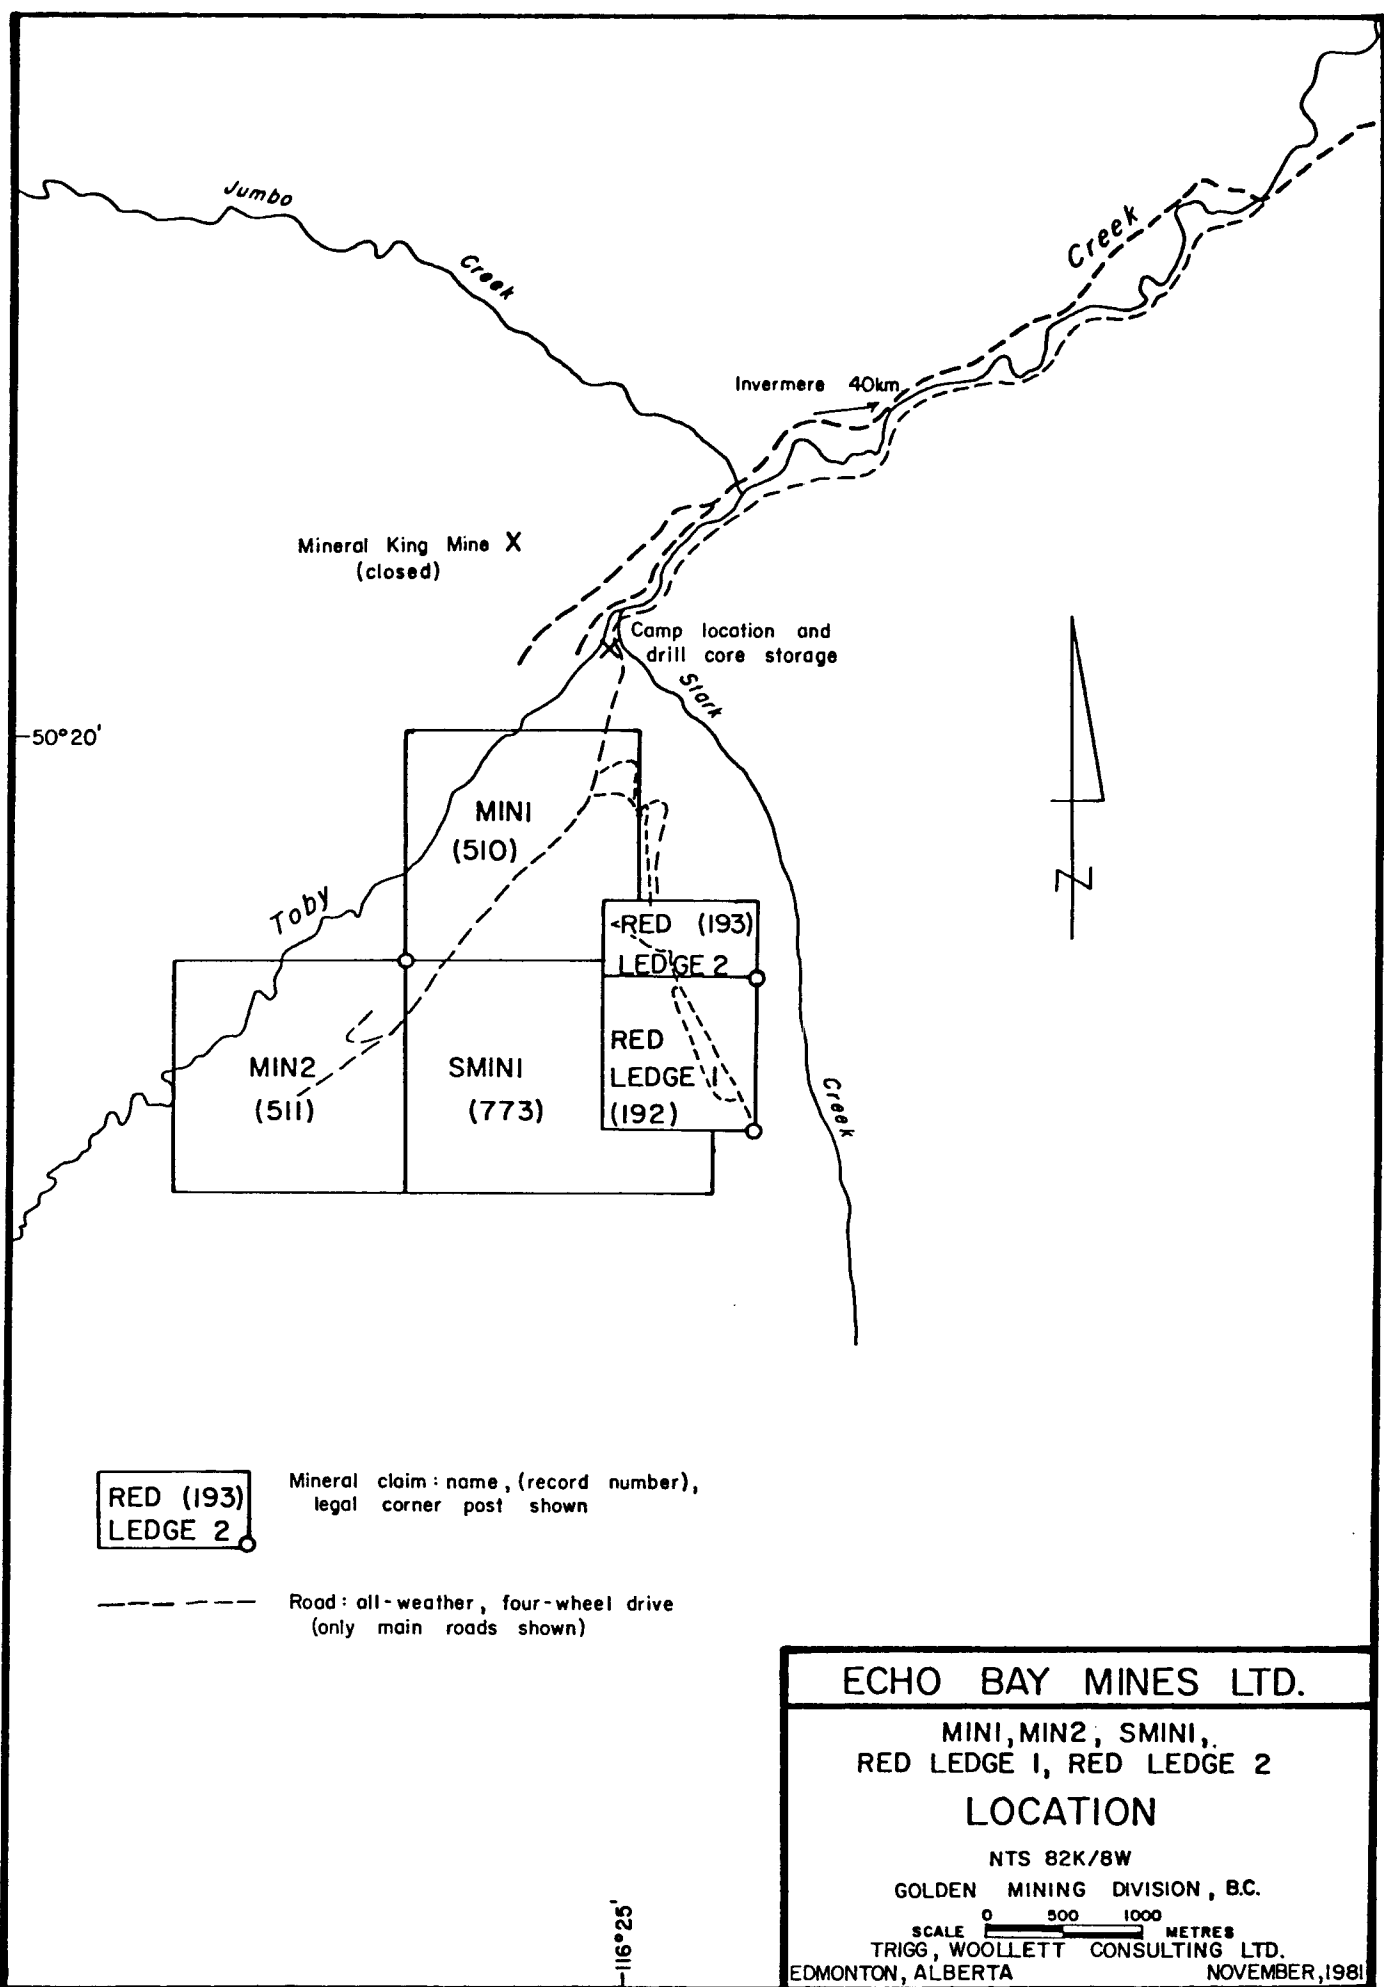 Jumbo
Creek
Creek
Invermere 40km
Mineral King Mine X
(closed)
Camp location and
drill core storage
Stark
50°20'
MIN1
(510)
Toby
RED (193)
LEDGE 2
RED
LEDGE 1
(192)
MIN2
(511)
SMIN1
(773)
Creek
N
RED (193)
LEDGE 2
Mineral claim: name, (record number),
legal corner post shown
Road: all-weather, four-wheel drive
(only main roads shown)
ECHO BAY MINES LTD.
MIN1, MIN2, SMIN1,
RED LEDGE 1, RED LEDGE 2
LOCATION
NTS 82K/8W
GOLDEN MINING DIVISION, B.C.
0 500 1000
SCALE METRES
TRIGG, WOOLLETT CONSULTING LTD.
EDMONTON, ALBERTA NOVEMBER, 1981
116°25'